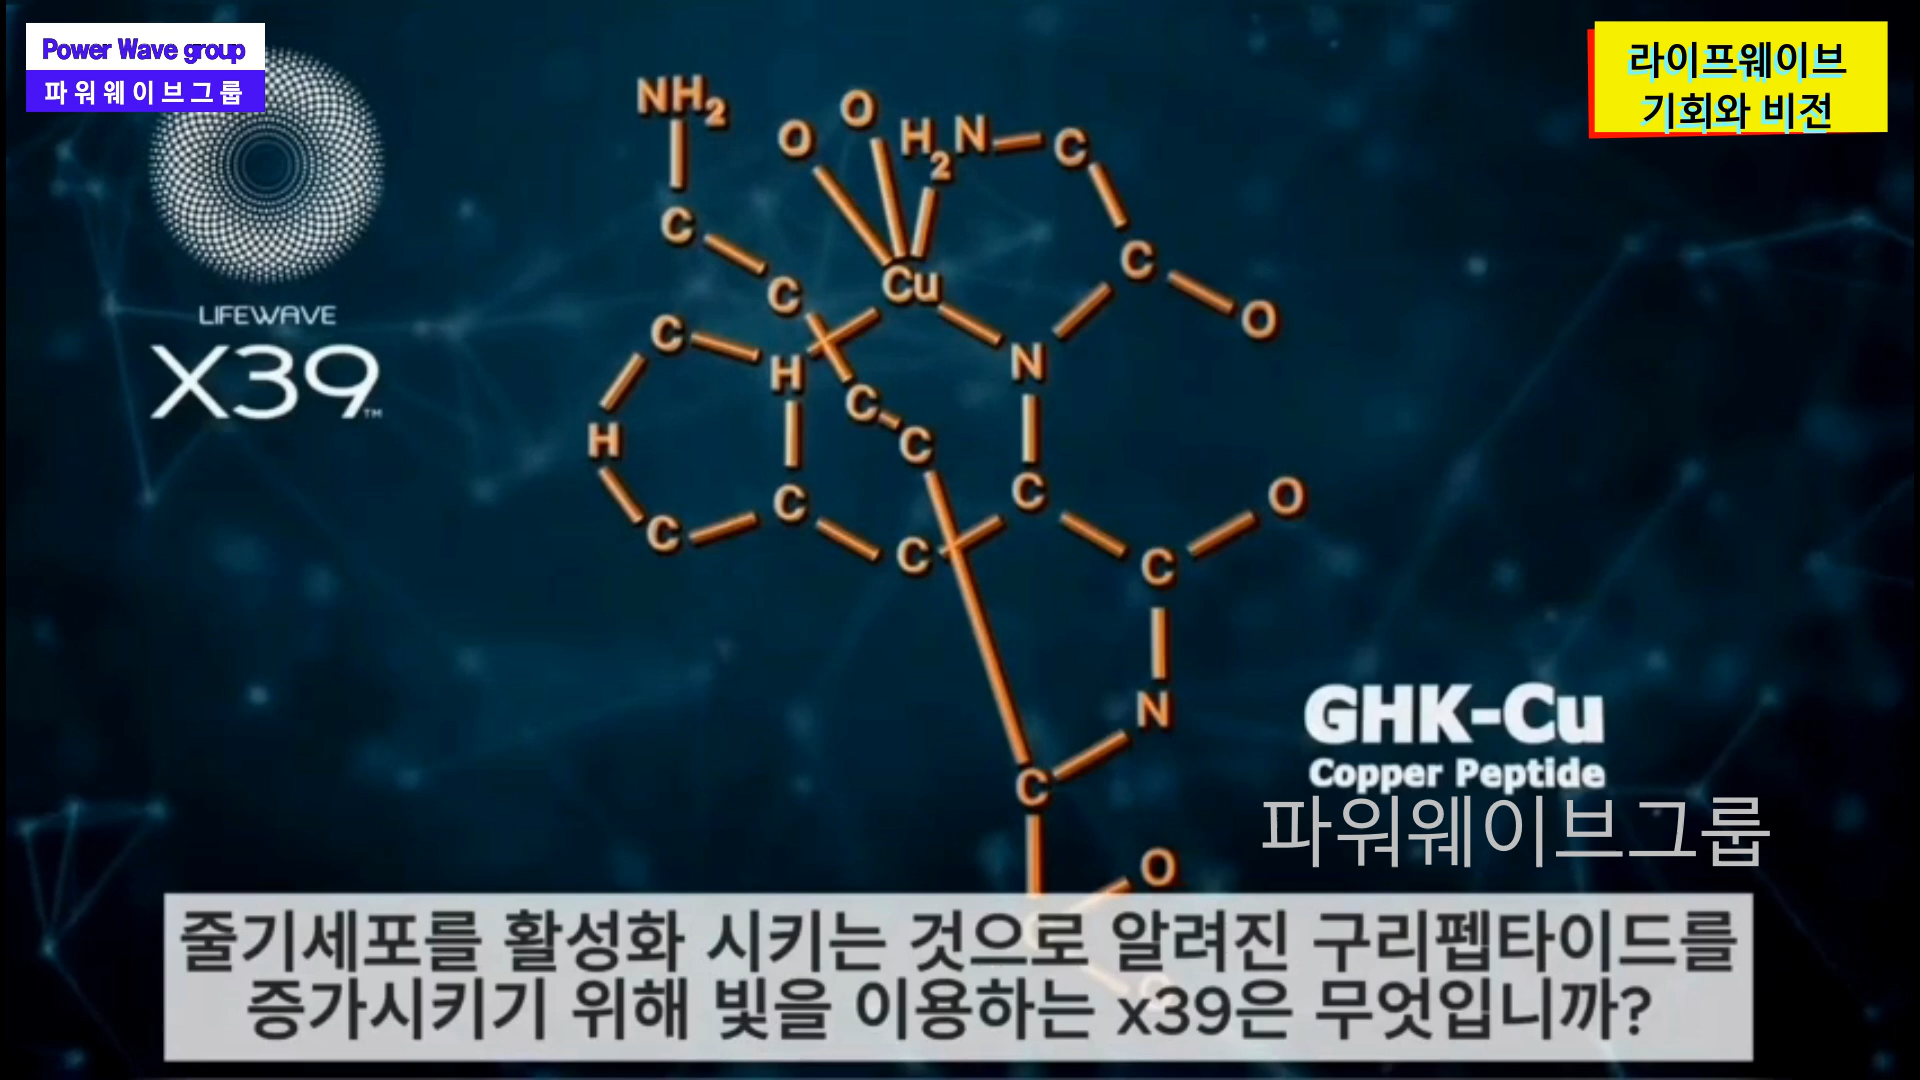 Power Wave group
파워웨이브그룹
라이프웨이브
기회와 비전
LIFEWAVE
X39™
NH2
O
O
H2N
C
C
C
Cu
C
O
C
H
N
C
H
C
C
C
O
C
C
C
N
C
O
GHK-Cu
Copper Peptide
파워웨이브그룹
줄기세포를 활성화 시키는 것으로 알려진 구리펩타이드를
증가시키기 위해 빛을 이용하는 x39은 무엇입니까?